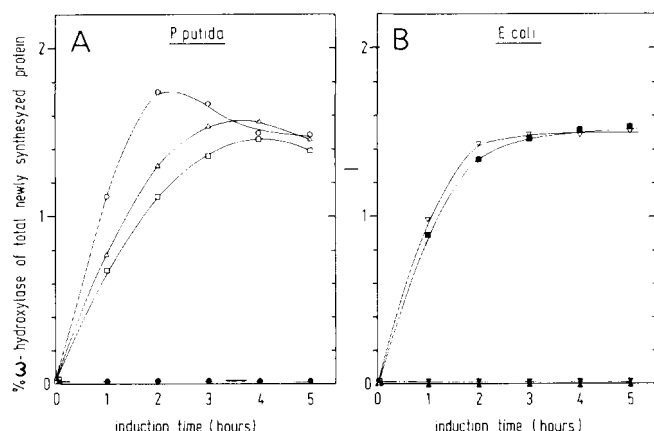 A
P putida
B
E coli
% ω- hydroxylase of total newly synthesyzed protein
2
1
0
0 1 2 3 4 5
induction time (hours)
2
1
0
0 1 2 3 4 5
induction time (hours)